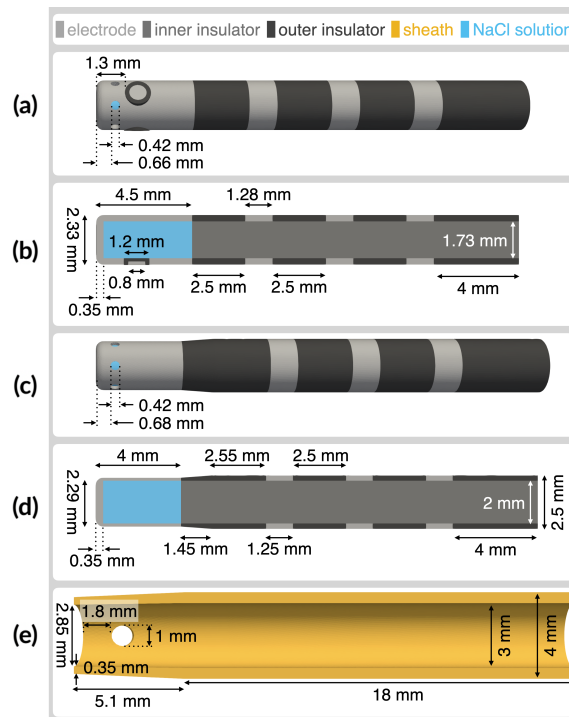 electrode inner insulator outer insulator sheath NaCl solution
(a)
1.3 mm
0.42 mm
0.66 mm
(b)
4.5 mm
1.28 mm
2.33 mm
1.2 mm
1.73 mm
0.8 mm
2.5 mm
2.5 mm
4 mm
0.35 mm
(c)
0.42 mm
0.68 mm
(d)
4 mm
2.55 mm
2.5 mm
2.29 mm
2 mm
2.5 mm
0.35 mm
1.45 mm
1.25 mm
4 mm
(e)
2.85 mm
1.8 mm
1 mm
3 mm
4 mm
0.35 mm
5.1 mm
18 mm